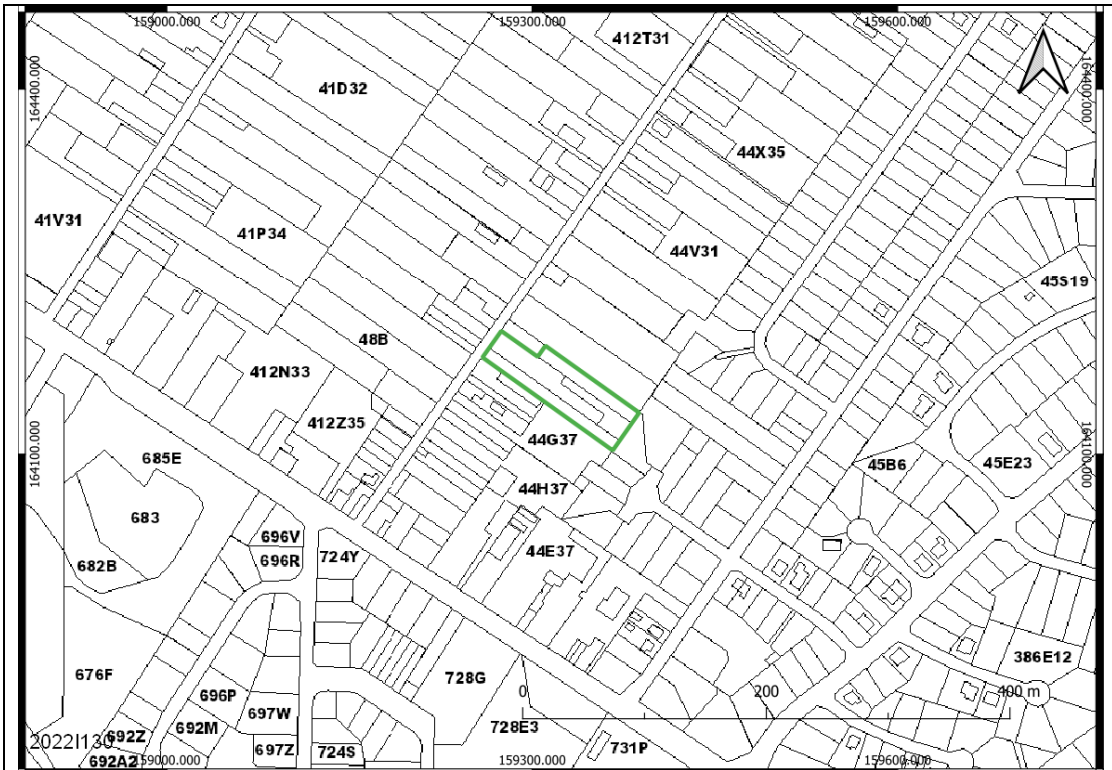 159000.000
159300.000
159600.000
412T31
164400.000
164400.000
41D32
44X35
41V31
41P34
44V31
45S19
48B
412N33
412Z35
44G37
164100.000
164100.000
685E
45B6
45E23
44H37
683
696V
44E37
682B
696R
724Y
386E12
676F
728G
696P
0
200
400 m
697W
692M
728E3
692Z
2022I130
697Z
724S
731P
692A2
159000.000
159300.000
159600.000